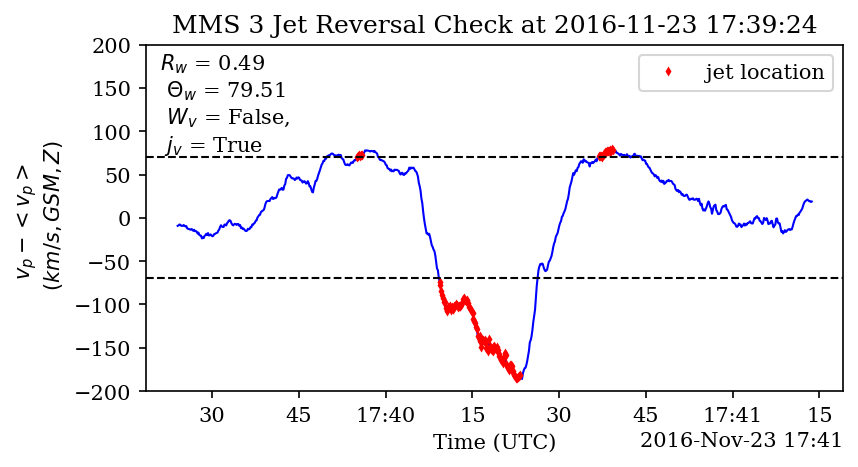 MMS 3 Jet Reversal Check at 2016-11-23 17:39:24
R_w = 0.49
Θ_w = 79.51
W_v = False,
j_v = True
jet location
v_p − < v_p >
(km/s, GSM, Z)
200
150
100
50
0
−50
−100
−150
−200
30 45 17:40 15 30 45 17:41 15
Time (UTC)
2016-Nov-23 17:41